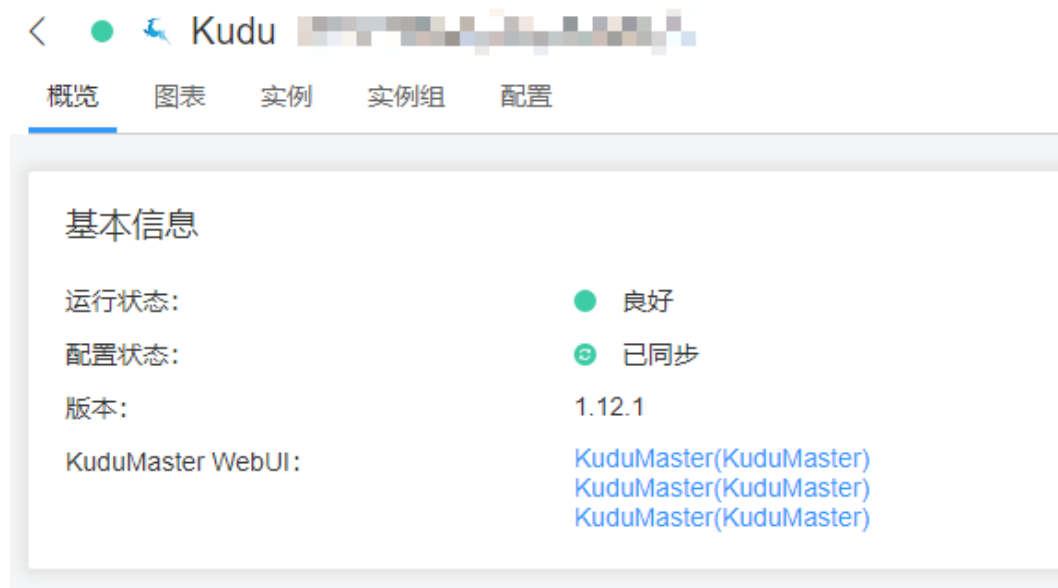 Kudu
概览 图表 实例 实例组 配置
基本信息
运行状态： 良好
配置状态： 已同步
版本： 1.12.1
KuduMaster WebUI： KuduMaster(KuduMaster)
KuduMaster(KuduMaster)
KuduMaster(KuduMaster)